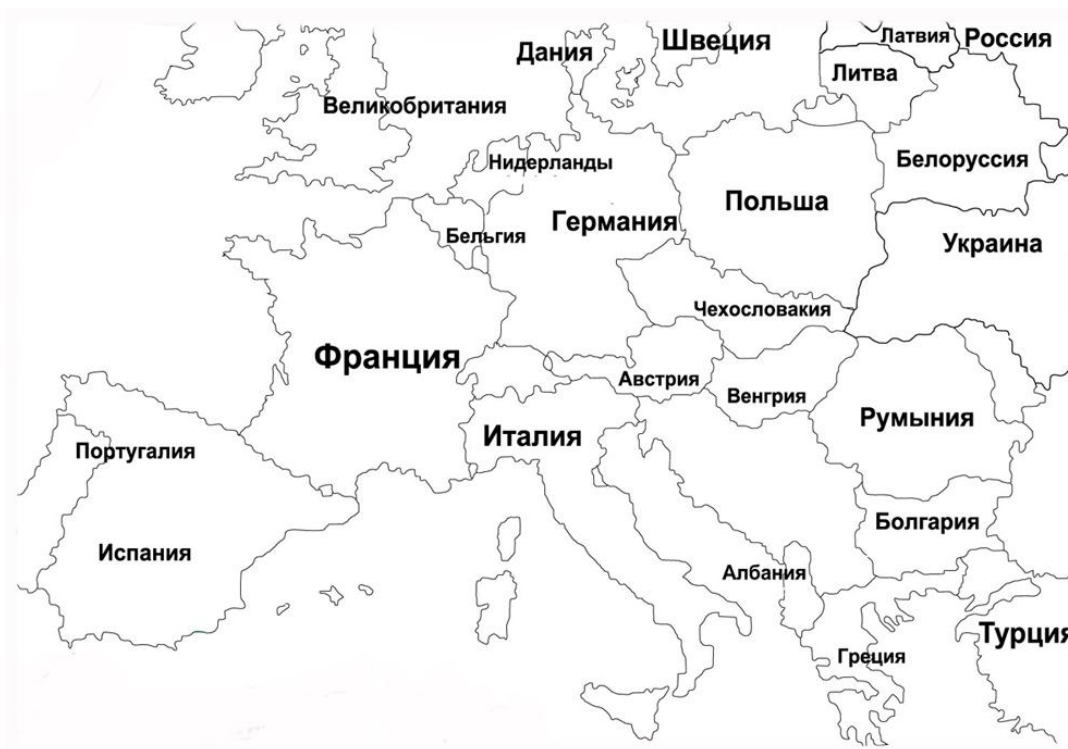 Латвия
Россия
Швеция
Дания
Литва
Великобритания
Белоруссия
Нидерланды
Польша
Германия
Бельгия
Украина
Чехословакия
Франция
Австрия
Венгрия
Румыния
Италия
Португалия
Болгария
Испания
Албания
Турция
Греция